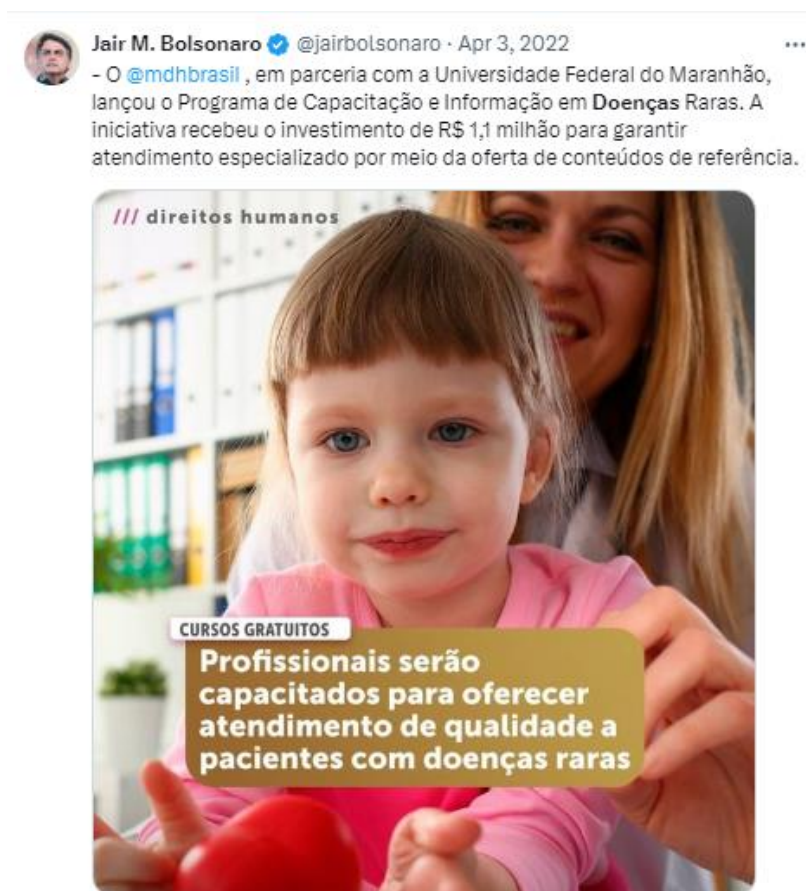 Jair M. Bolsonaro @jairbolsonaro · Apr 3, 2022
- O @mdhbrasil , em parceria com a Universidade Federal do Maranhão,
lançou o Programa de Capacitação e Informação em Doenças Raras. A
iniciativa recebeu o investimento de R$ 1,1 milhão para garantir
atendimento especializado por meio da oferta de conteúdos de referência.
/// direitos humanos
CURSOS GRATUITOS
Profissionais serão
capacitados para oferecer
atendimento de qualidade a
pacientes com doenças raras